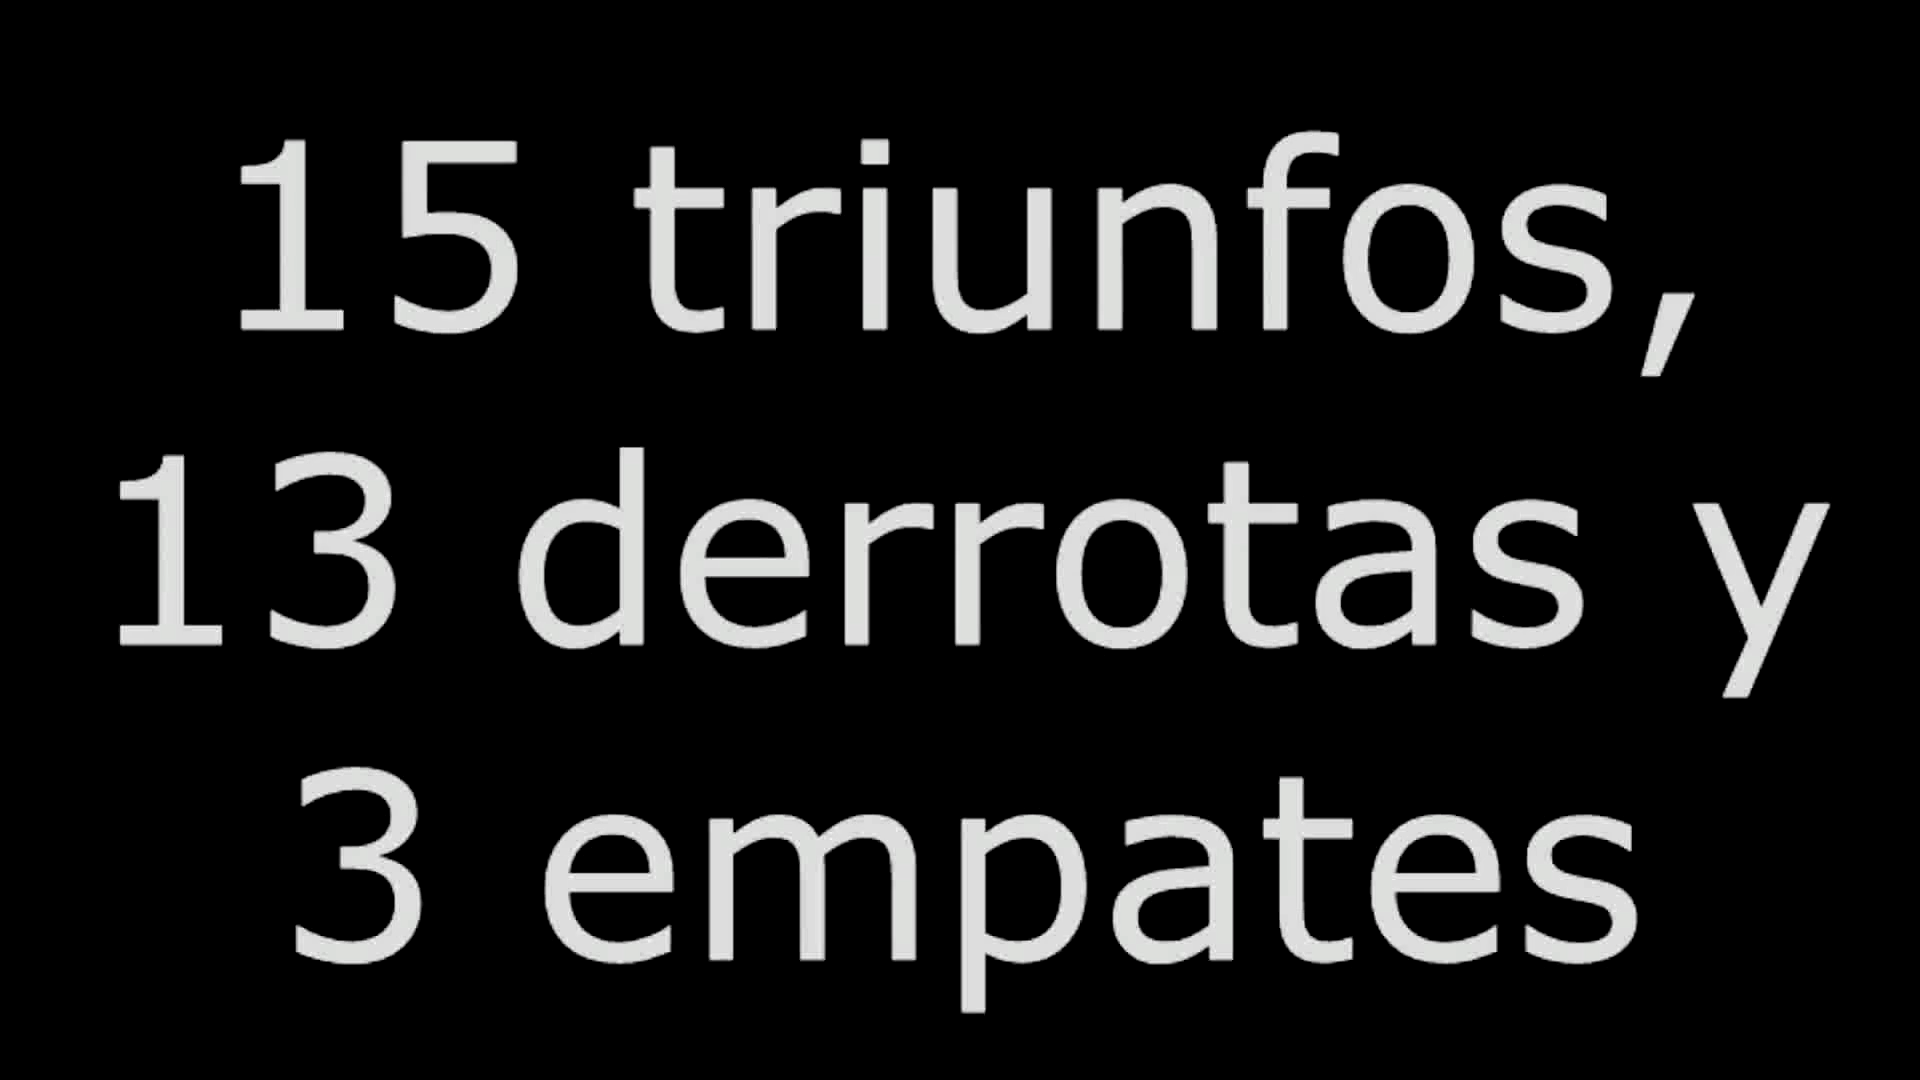 15 triunfos,
13 derrotas y
3 empates